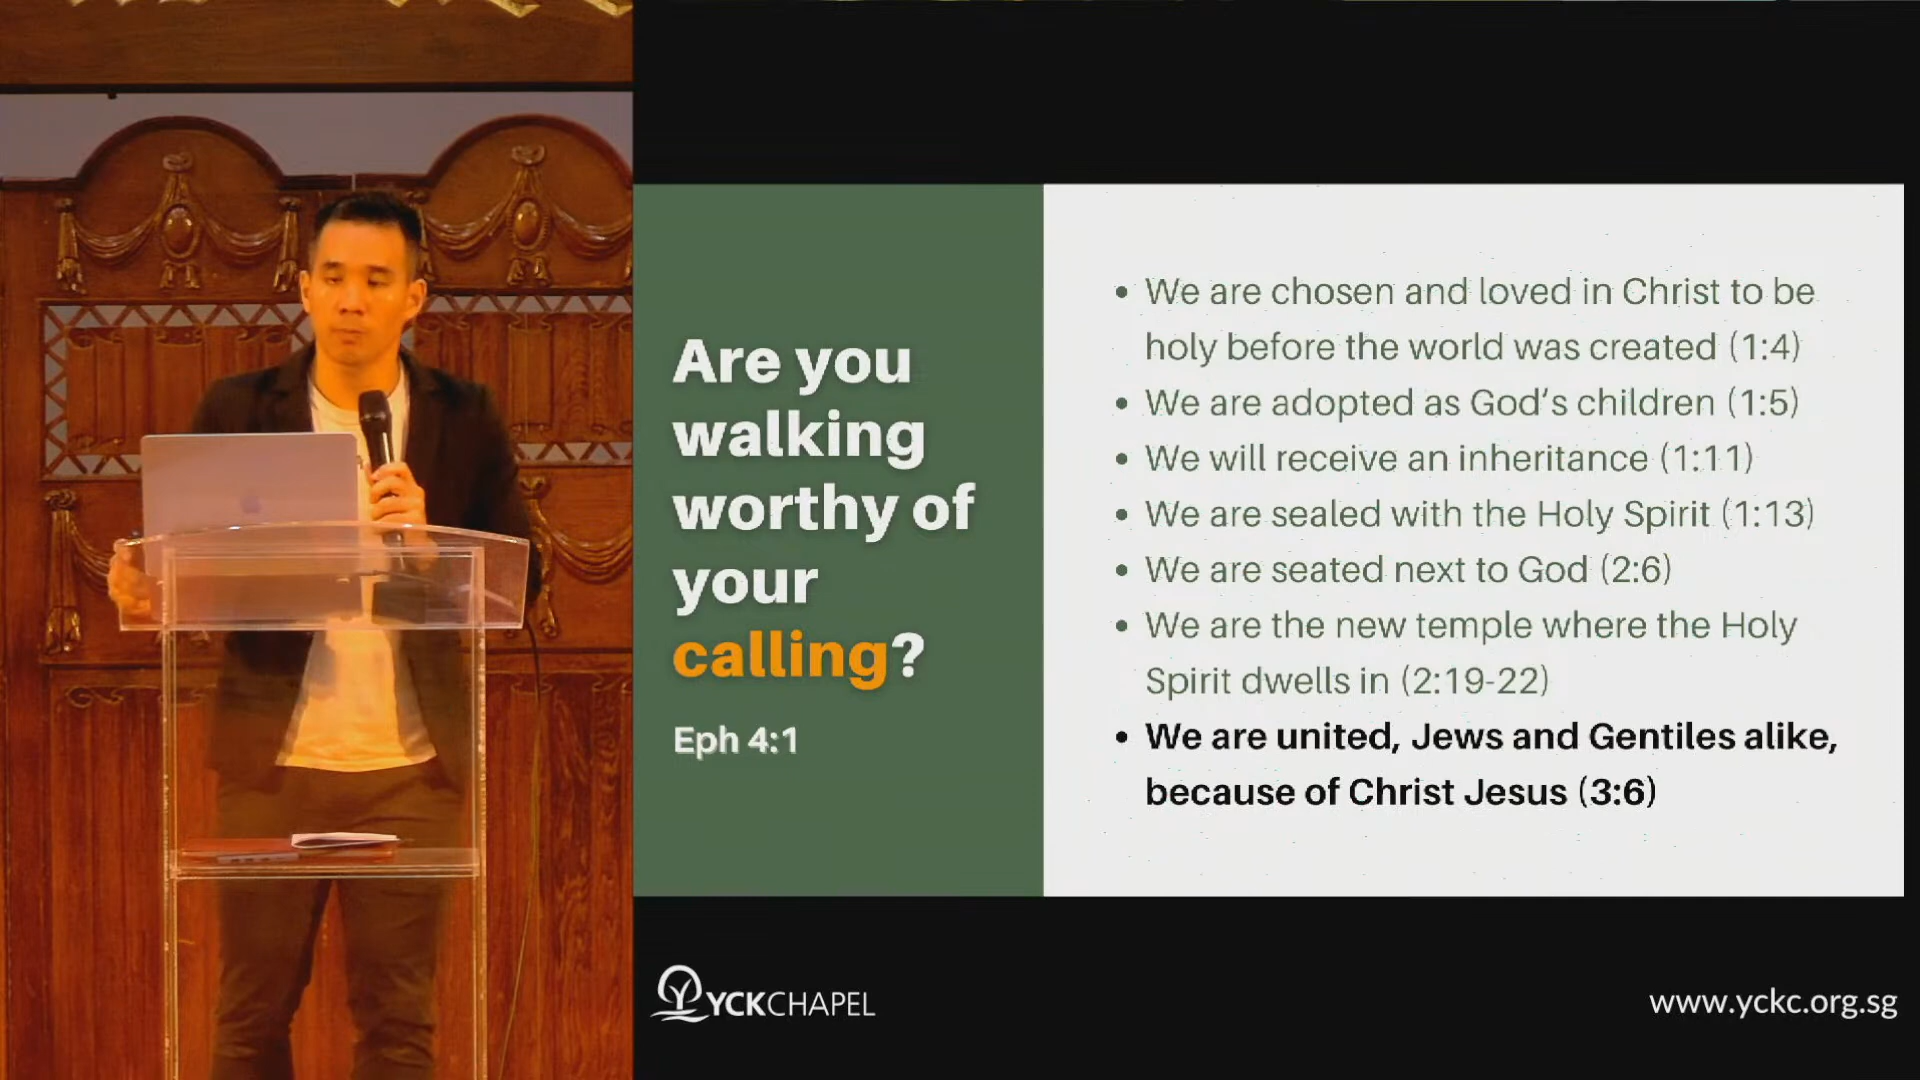 Are you
walking
worthy of
your
calling?
Eph 4:1
• We are chosen and loved in Christ to be
holy before the world was created (1:4)
• We are adopted as God's children (1:5)
• We will receive an inheritance (1:11)
• We are sealed with the Holy Spirit (1:13)
• We are seated next to God (2:6)
• We are the new temple where the Holy
Spirit dwells in (2:19-22)
• We are united, Jews and Gentiles alike,
because of Christ Jesus (3:6)
YCKCHAPEL
www.yckc.org.sg